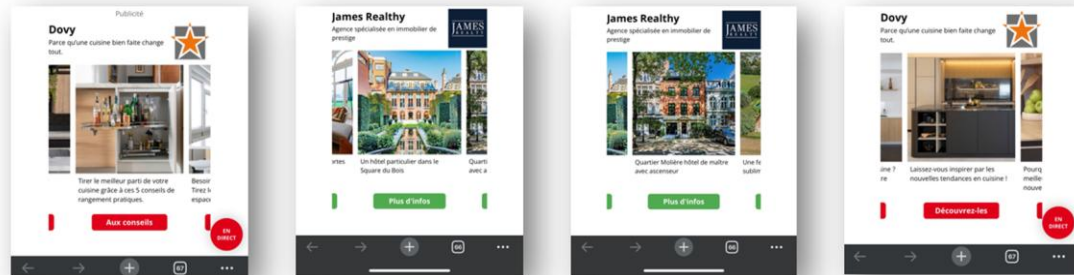 Publicité
Dovy
Parce qu'une cuisine bien faite change
tout.
Tirer le meilleur parti de votre
cuisine grâce à ces 5 conseils de
rangement pratiques.
Besoin
Tirez l
espace
Aux conseils
EN
DIRECT
67
James Realthy
Agence spécialisée en immobilier de
prestige
JAMES
REALTY
ortes
Un hôtel particulier dans le
Square du Bois
Quarti
avec a
Plus d'infos
66
James Realthy
Agence spécialisée en immobilier de
prestige
JAMES
REALTY
Quartier Molière hôtel de maître
avec ascenseur
Une fe
sublim
Plus d'infos
66
Dovy
Parce qu'une cuisine bien faite change
tout.
ine ?
re
Laissez-vous inspirer par les
nouvelles tendances en cuisine !
Pourq
meille
nouve
Découvrez-les
EN
DIRECT
67